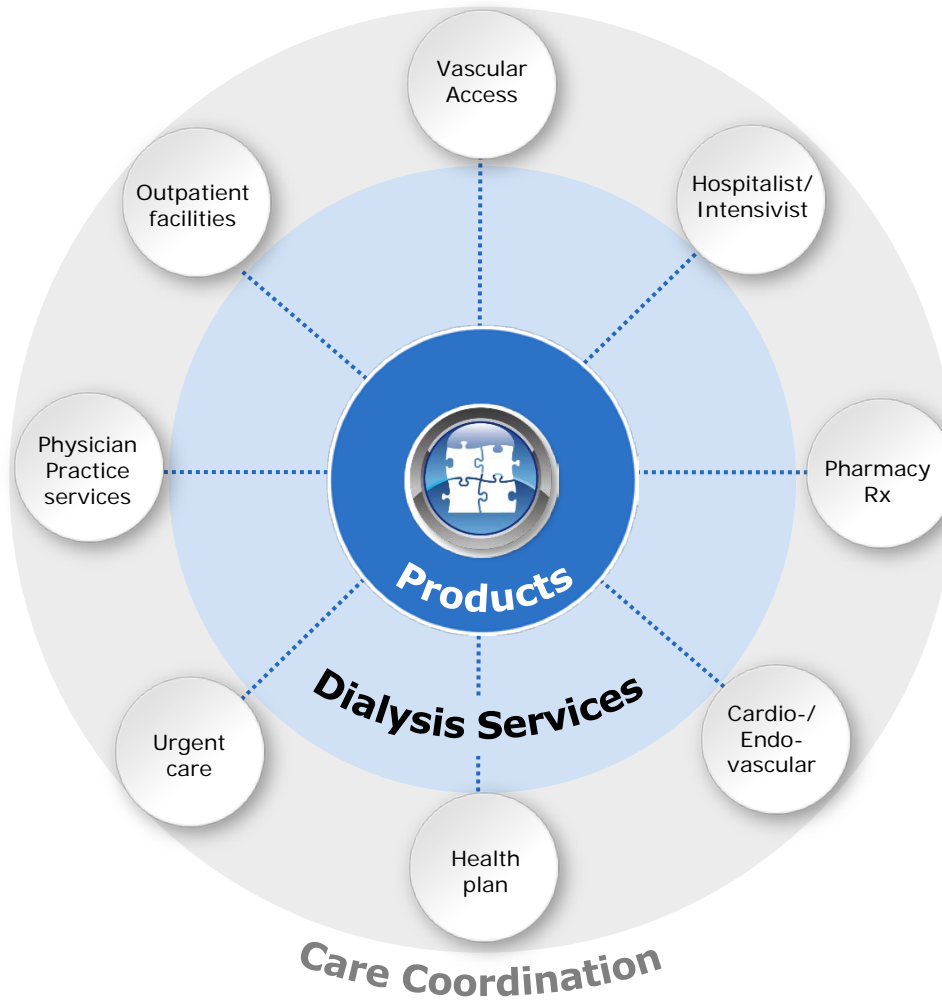 Vascular
Access
Hospitalist/
Intensivist
Outpatient
facilities
Physician
Practice
services
Pharmacy
Rx
Products
Dialysis Services
Cardio-/
Endo-
vascular
Urgent
care
Health
plan
Care Coordination